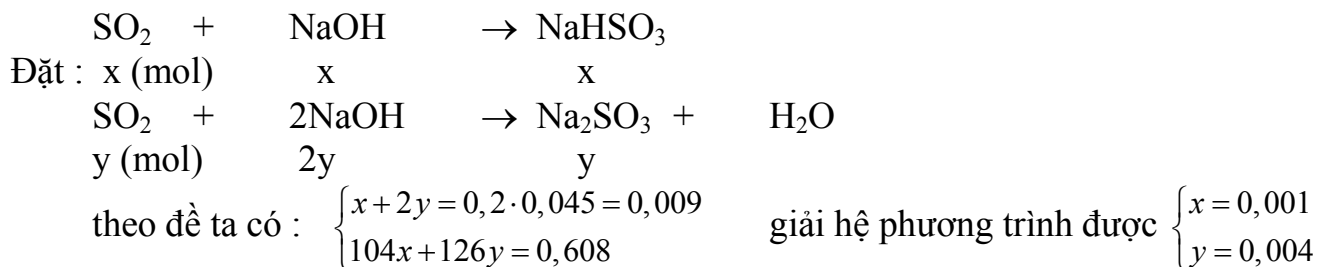 SO₂ + NaOH → NaHSO₃
Đặt : x (mol) x x
SO₂ + 2NaOH → Na₂SO₃ + H₂O
y (mol) 2y y
theo đề ta có : { x + 2y = 0, 2 · 0,045 = 0,009 giải hệ phương trình được { x = 0,001
104x + 126y = 0,608 y = 0,004